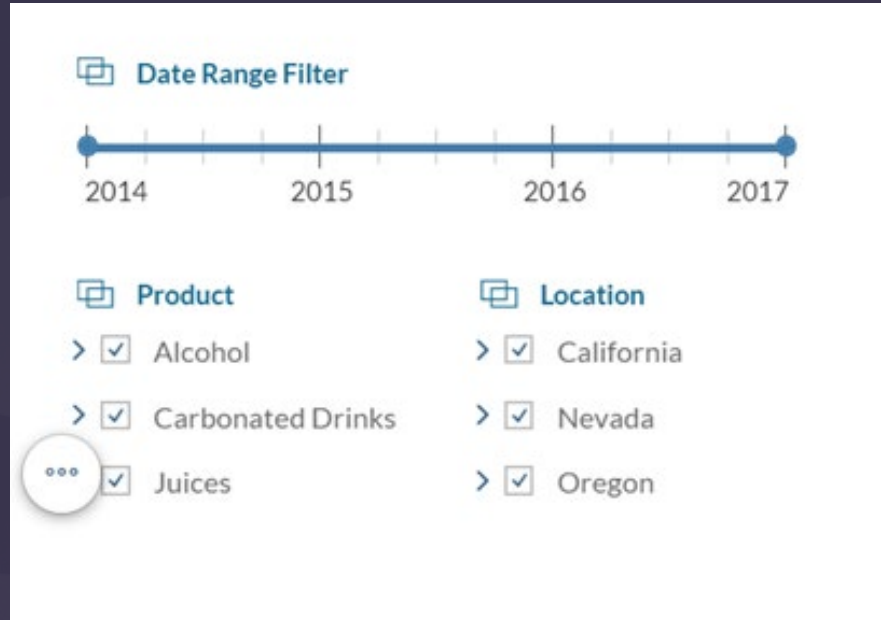 Date Range Filter
2014 2015 2016 2017
Product
Alcohol
Carbonated Drinks
Juices
Location
California
Nevada
Oregon